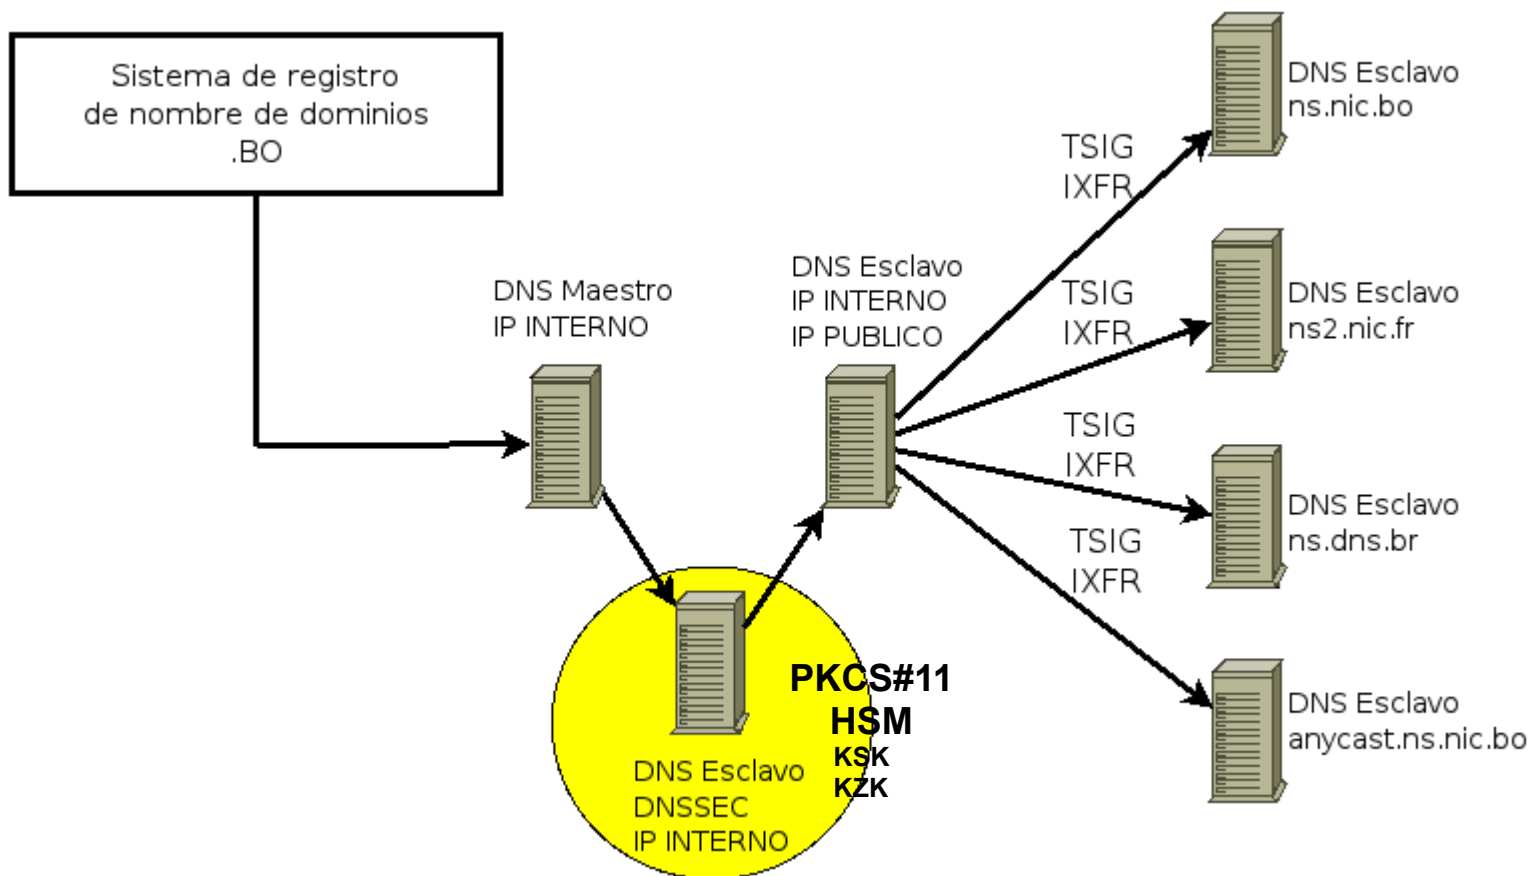 Sistema de registro
de nombre de dominios
.BO
DNS Maestro
IP INTERNO
DNS Esclavo
IP INTERNO
IP PUBLICO
TSIG
IXFR
TSIG
IXFR
TSIG
IXFR
TSIG
IXFR
DNS Esclavo
ns.nic.bo
DNS Esclavo
ns2.nic.fr
DNS Esclavo
ns.dns.br
DNS Esclavo
anycast.ns.nic.bo
PKCS#11
HSM
KSK
KZK
DNS Esclavo
DNSSEC
IP INTERNO